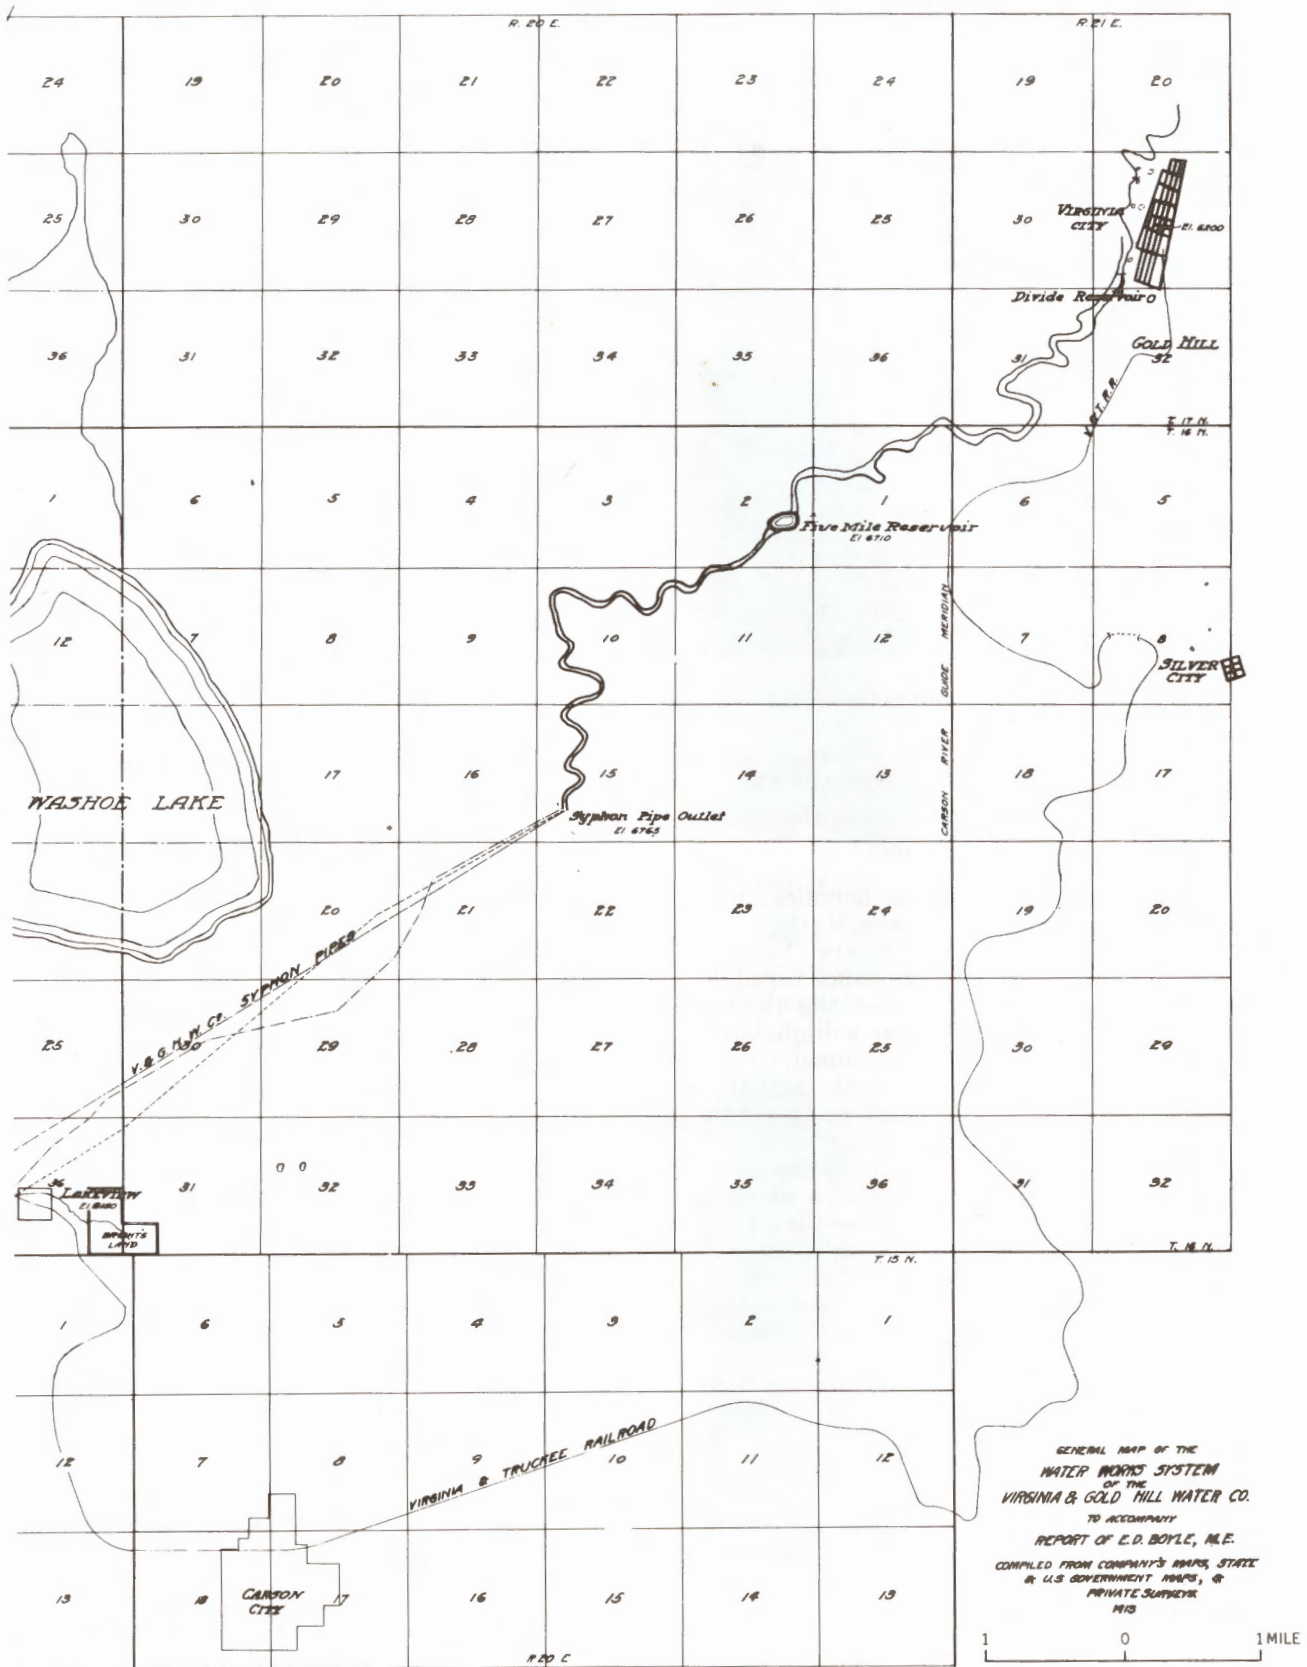 R. 20 E. R. 21 E.
24 19 20 21 22 23 24 19 20
25 30 29 28 27 26 25 30
VIRGINIA
CITY
El. 6200
Divide Reservoir
36 31 32 33 34 35 36 31 32
GOLD HILL
V. & T. R.R.
T. 17 N.
T. 16 N.
1 6 5 4 3 2 1 6 5
Five Mile Reservoir
El 6710
12 7 8 9 10 11 12 7 8
SILVER
CITY
CARSON RIVER GUIDE MERIDIAN
17 16 15 14 13 18 17
WASHOE LAKE
Syphon Pipe Outlet
El 6765
20 21 22 23 24 19 20
V. & G. H. W. Co. SYPHON PIPES
25 30 29 28 27 26 25 30 29
36 31 32 33 34 35 36 31 32
LAKEVIEW
LAND
T. 16 N.
T. 15 N.
1 6 5 4 3 2 1
12 7 8 9 10 11 12
VIRGINIA & TRUCKEE RAILROAD
13 18 17 16 15 14 13
CARSON
CITY
R 20 E
GENERAL MAP OF THE
WATER WORKS SYSTEM
OF THE
VIRGINIA & GOLD HILL WATER CO.
TO ACCOMPANY
REPORT OF E.D. BOYLE, M.E.
COMPILED FROM COMPANY'S MAPS, STATE
& U.S GOVERNMENT MAPS, &
PRIVATE SURVEYS
1 0 1 MILE